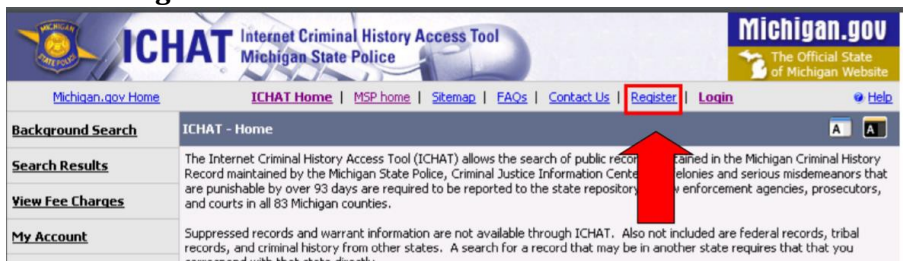 ICHAT Internet Criminal History Access Tool
Michigan State Police
Michigan.gov
The Official State
of Michigan Website
Michigan.gov Home
ICHAT Home | MSP home | Sitemap | FAQs | Contact Us | Register | Login
Help
Background Search
Search Results
View Fee Charges
My Account
ICHAT - Home
A A
The Internet Criminal History Access Tool (ICHAT) allows the search of public contained in the Michigan Criminal History
Record maintained by the Michigan State Police, Criminal Justice Information felonies and serious misdemeanors that
are punishable by over 93 days are required to be reported to the state enforcement agencies, prosecutors,
and courts in all 83 Michigan counties.
Suppressed records and warrant information are not available through ICHAT. Also not included are federal records, tribal
records, and criminal history from other states. A search for a record that may be in another state requires that that you